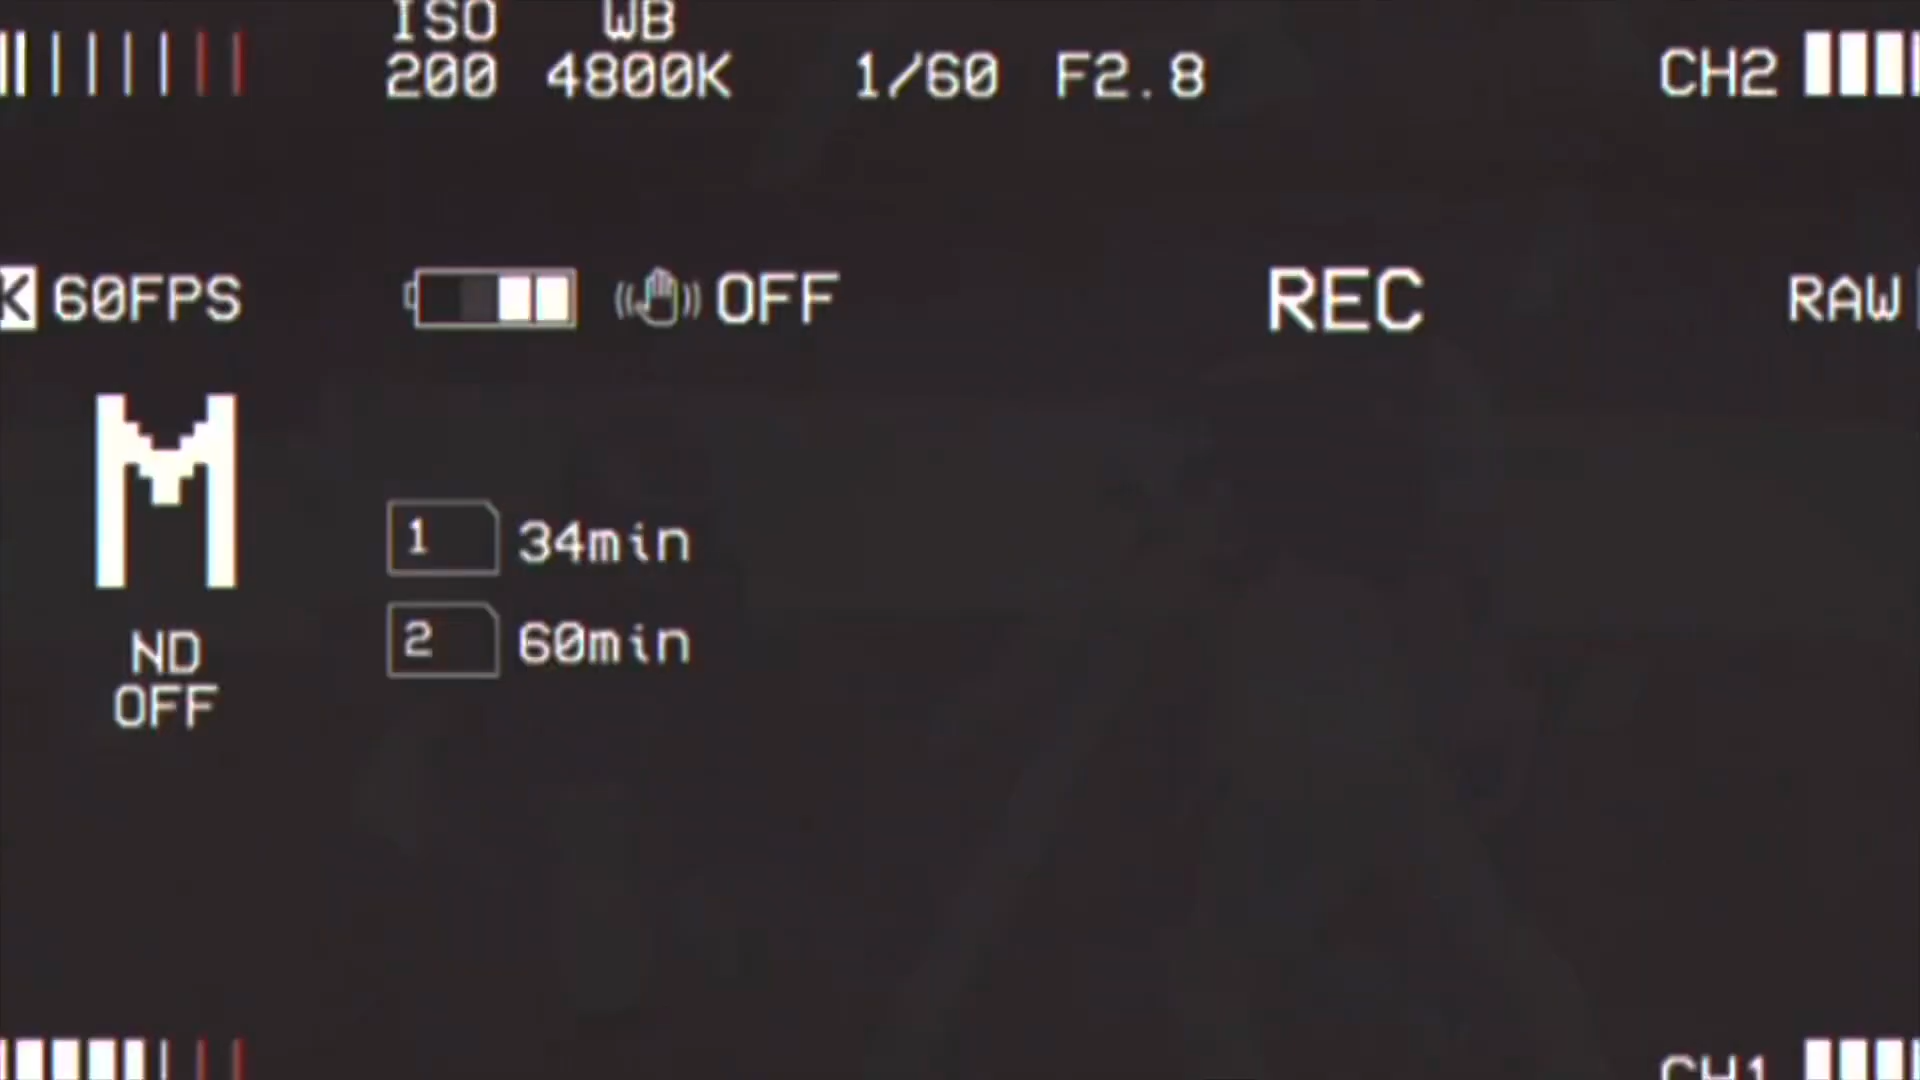 ISO WB
200 4800K 1/60 F2.8 CH2
K 60FPS OFF REC RAW
M
1 34min
2 60min
ND
OFF
CH1